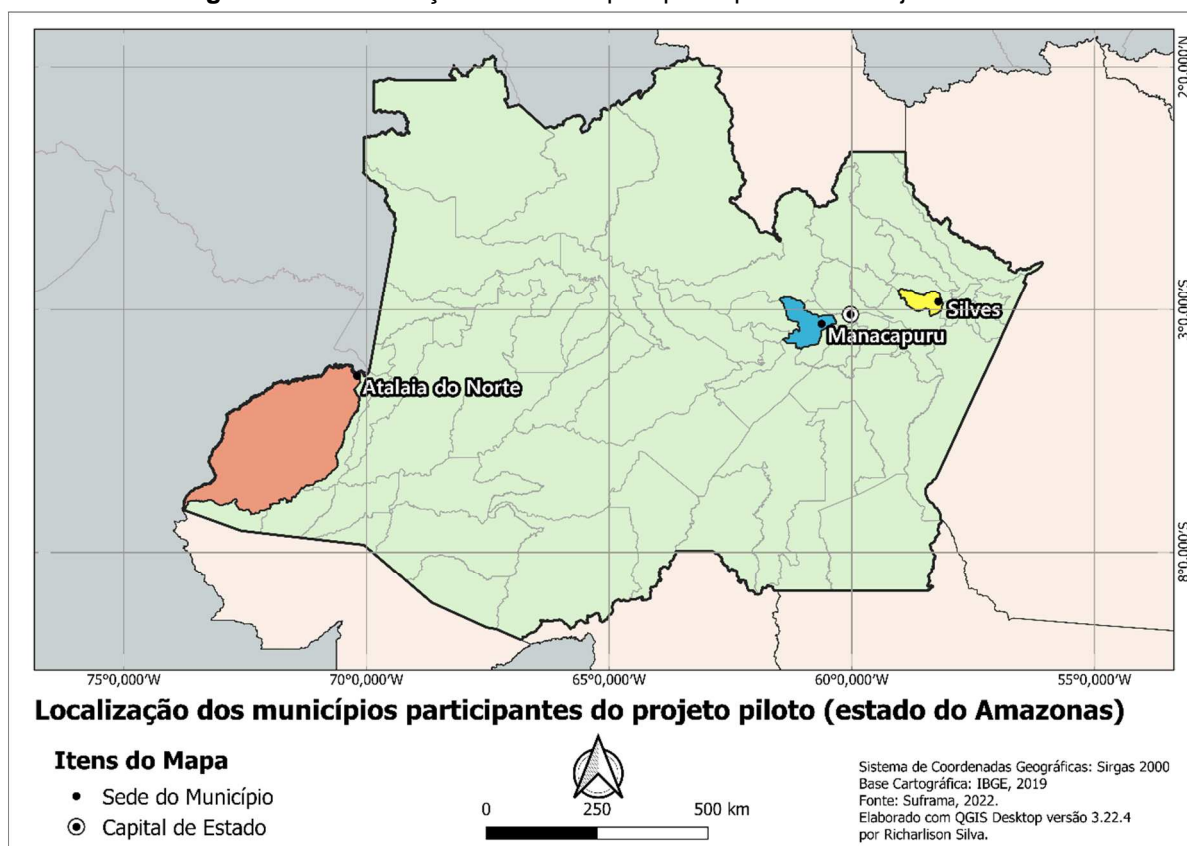 2°0,000'N
3°0,000'S
8°0,000'S
Silves
Manacapuru
Atalaia do Norte
75°0,000'W
70°0,000'W
65°0,000'W
60°0,000'W
55°0,000'W
Localização dos municípios participantes do projeto piloto (estado do Amazonas)
Itens do Mapa
Sede do Município
Capital de Estado
0 250 500 km
Sistema de Coordenadas Geográficas: Sirgas 2000
Base Cartográfica: IBGE, 2019
Fonte: Suframa, 2022.
Elaborado com QGIS Desktop versão 3.22.4
por Richarlison Silva.